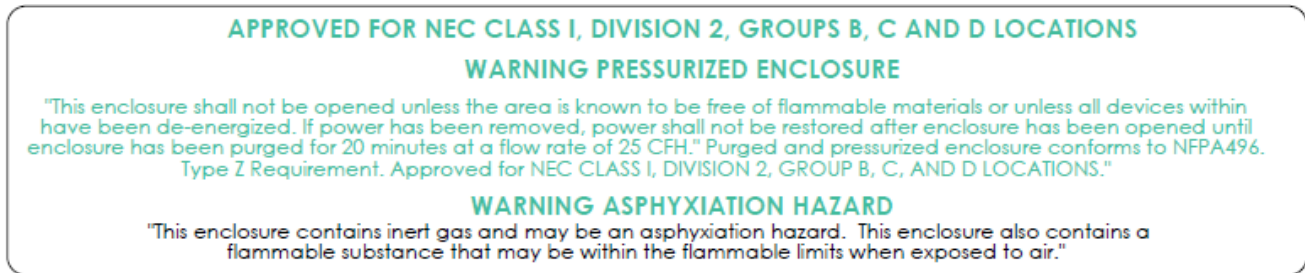 APPROVED FOR NEC CLASS I, DIVISION 2, GROUPS B, C AND D LOCATIONS
WARNING PRESSURIZED ENCLOSURE
"This enclosure shall not be opened unless the area is known to be free of flammable materials or unless all devices within
have been de-energized. If power has been removed, power shall not be restored after enclosure has been opened until
enclosure has been purged for 20 minutes at a flow rate of 25 CFH." Purged and pressurized enclosure conforms to NFPA496.
Type Z Requirement. Approved for NEC CLASS I, DIVISION 2, GROUP B, C, AND D LOCATIONS."
WARNING ASPHYXIATION HAZARD
"This enclosure contains inert gas and may be an asphyxiation hazard. This enclosure also contains a
flammable substance that may be within the flammable limits when exposed to air."